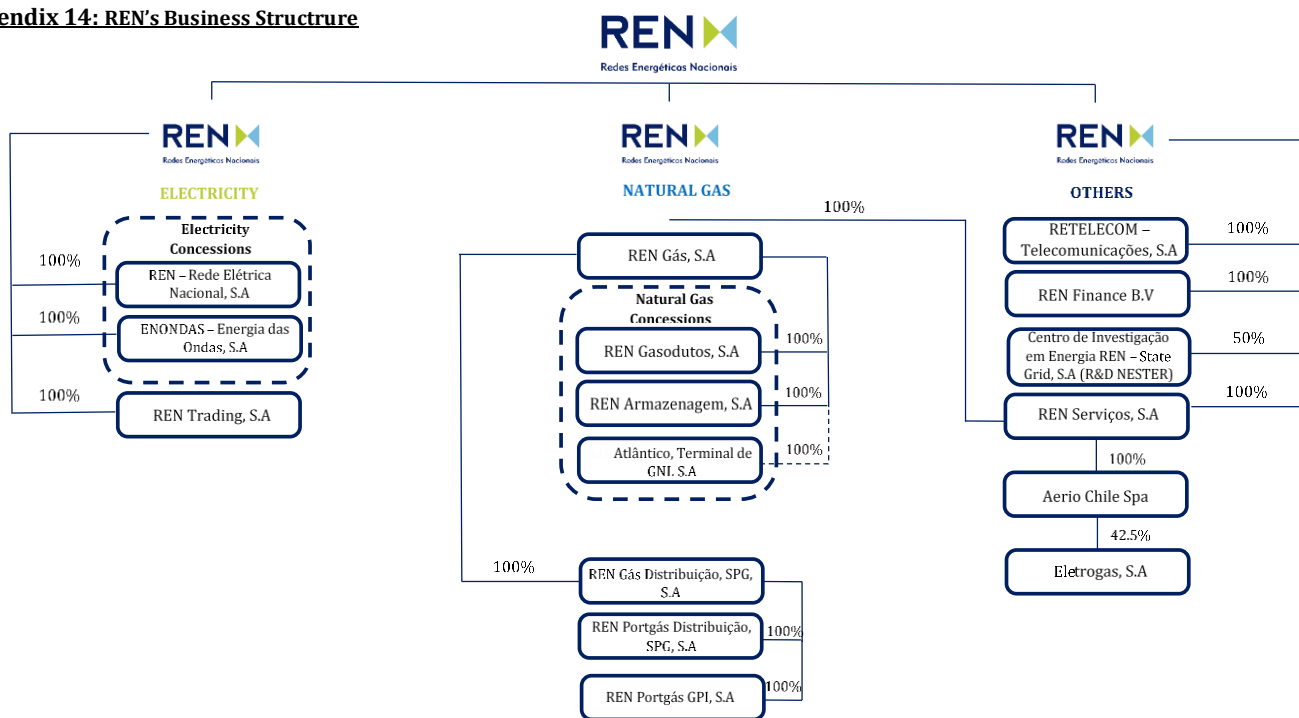 endix 14: REN's Business Structrure
REN
Redes Energéticas Nacionais
REN
Redes Energéticas Nacionais
ELECTRICITY
Electricity
Concessions
100%
REN – Rede Elétrica
Nacional, S.A
100%
ENONDAS – Energia das
Ondas, S.A
100%
REN Trading, S.A
REN
Redes Energéticas Nacionais
NATURAL GAS
100%
REN Gás, S.A
Natural Gas
Concessions
REN Gasodutos, S.A
100%
REN Armazenagem, S.A
100%
Atlântico, Terminal de
GNL S.A
100%
100%
REN Gás Distribuição, SPG,
S.A
REN Portgás Distribuição,
SPG, S.A
100%
REN Portgás GPI, S.A
100%
REN
Redes Energéticas Nacionais
OTHERS
RETELECOM –
Telecomunicações, S.A
100%
REN Finance B.V
100%
Centro de Investigação
em Energia REN – State
Grid, S.A (R&D NESTER)
50%
REN Serviços, S.A
100%
100%
Aerio Chile Spa
42.5%
Eletrogas, S.A